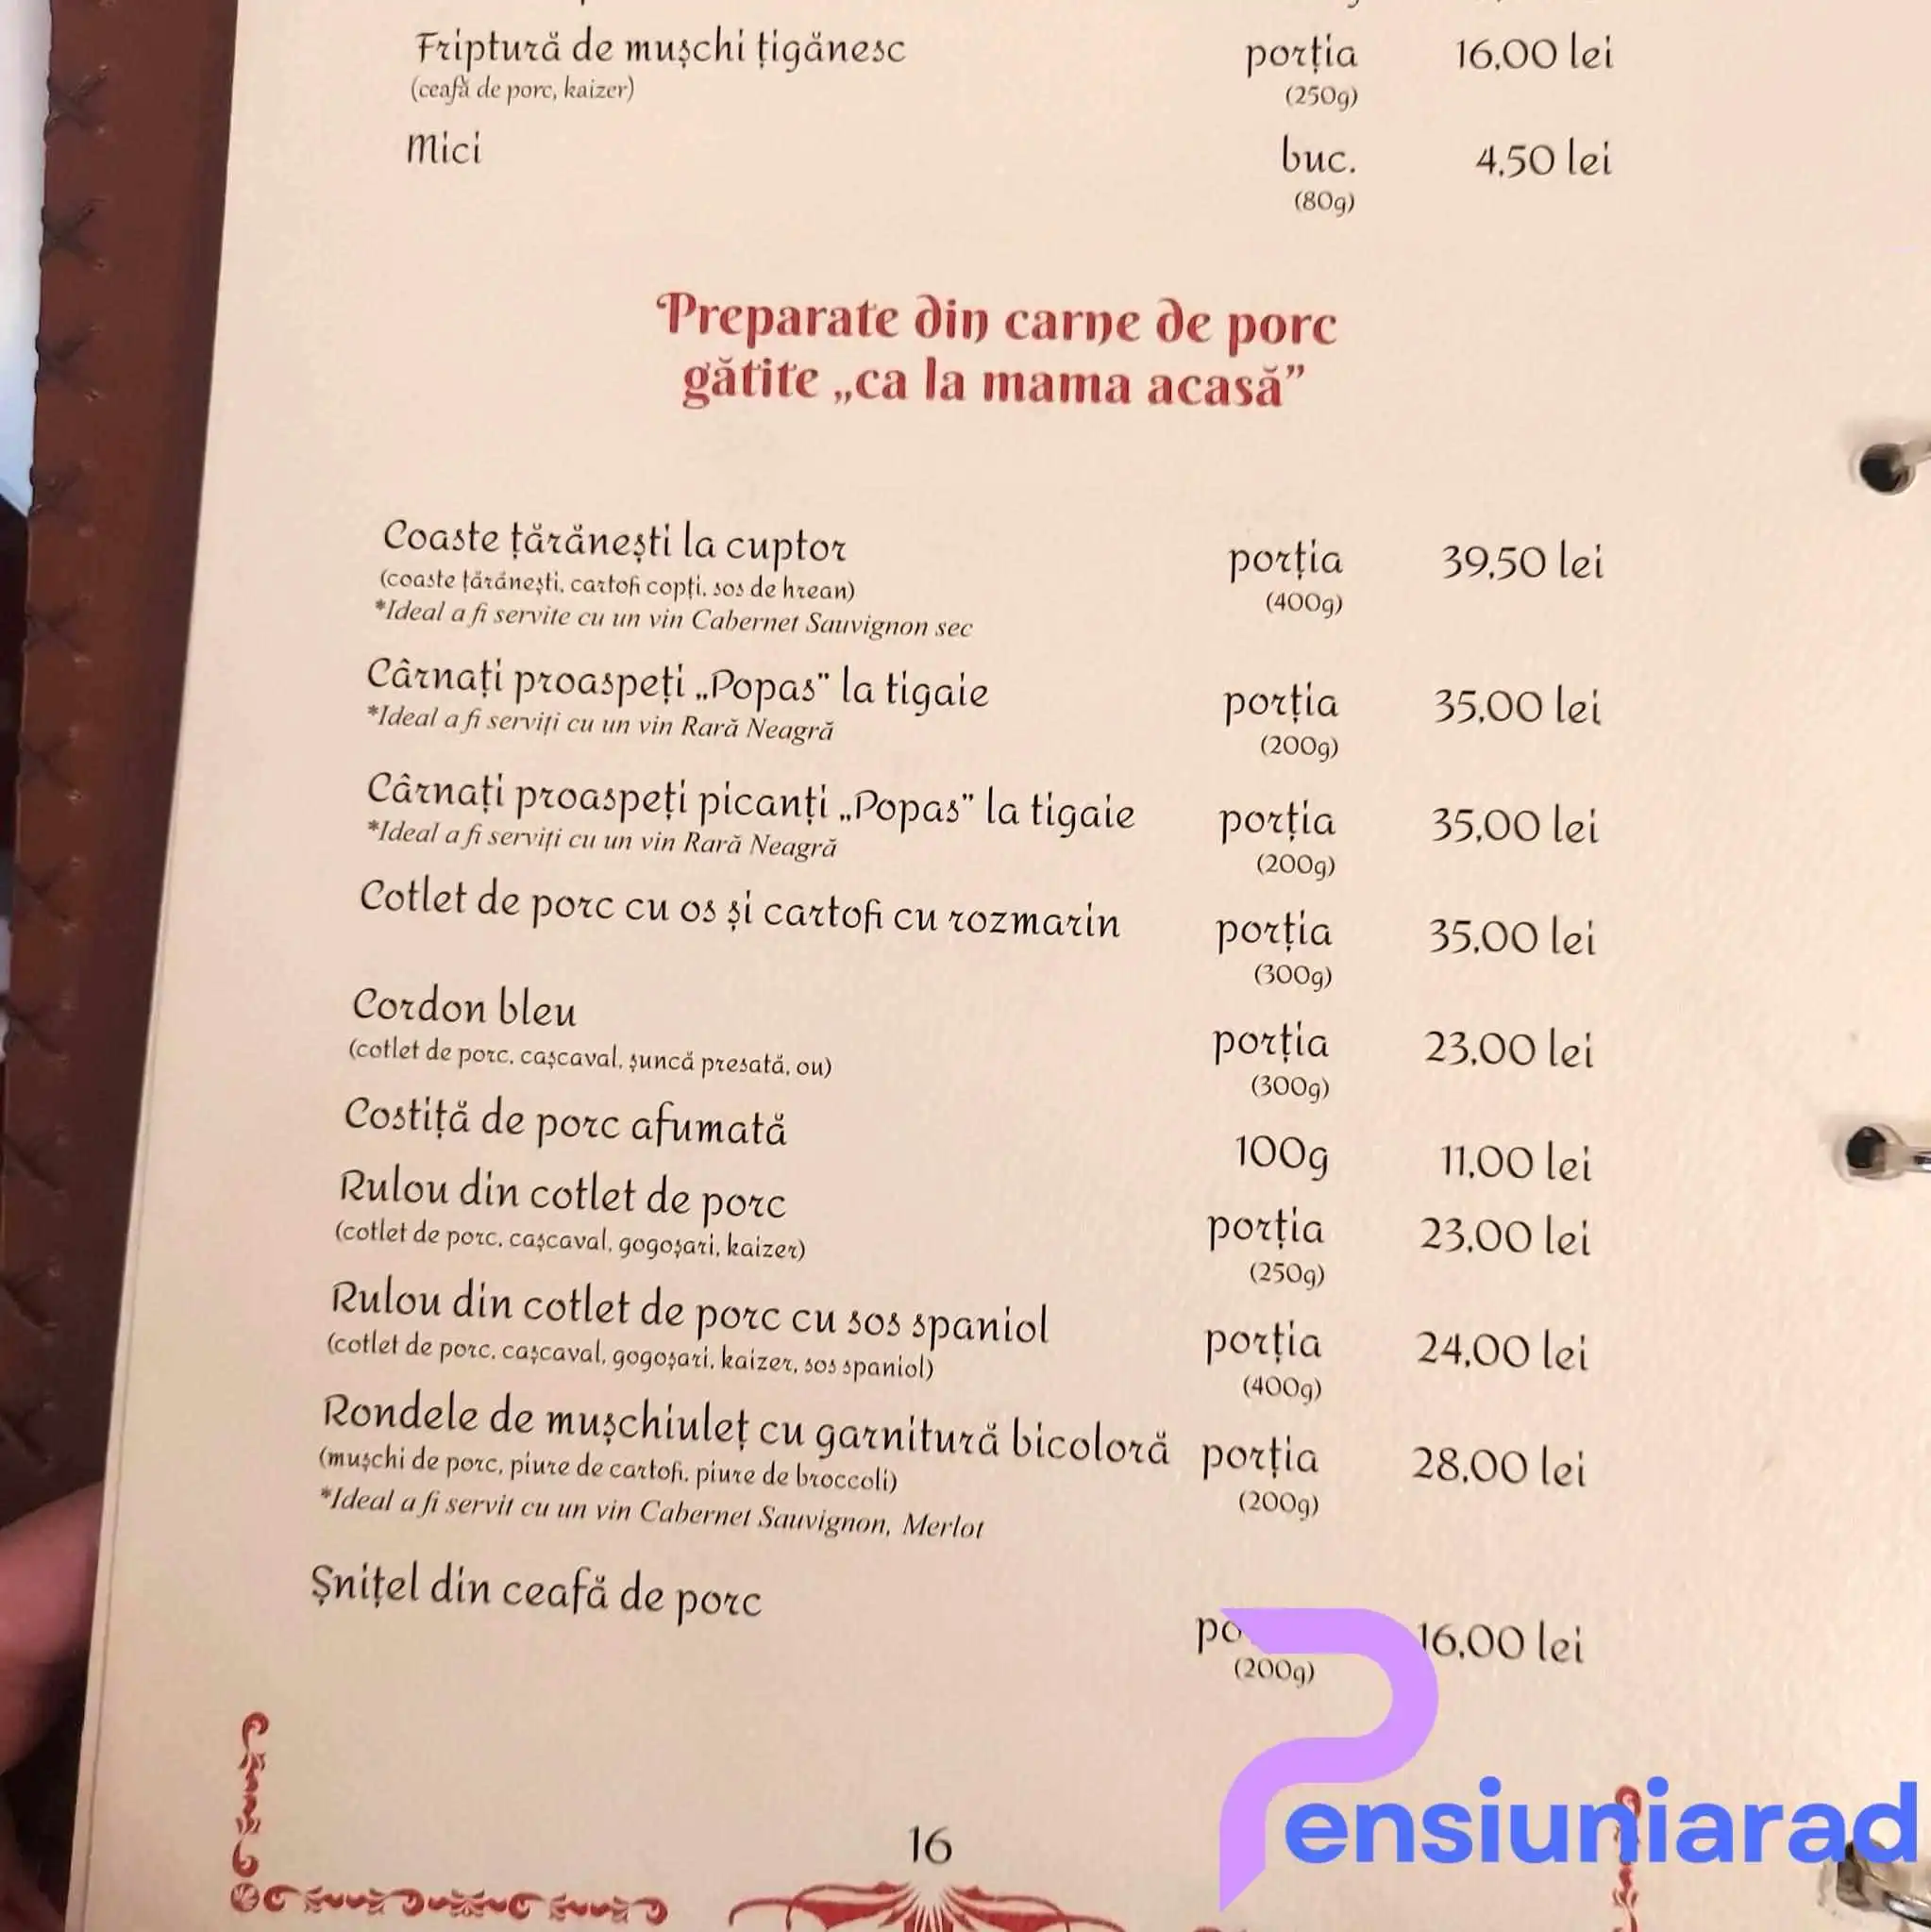 Friptură de mușchi țigănesc porția 16,00 lei
(ceafă de porc, kaizer) (250g)
Mici buc. 4,50 lei
(80g)
Preparate din carne de porc
gătite „ca la mama acasă”
Coaste țărănești la cuptor porția 39,50 lei
(coaste țărănești, cartofi copți, sos de hrean) (400g)
*Ideal a fi servite cu un vin Cabernet Sauvignon sec
Cârnați proaspeți „Popas” la tigaie porția 35,00 lei
*Ideal a fi serviți cu un vin Rară Neagră (200g)
Cârnați proaspeți picanți „Popas” la tigaie porția 35,00 lei
*Ideal a fi serviți cu un vin Rară Neagră (200g)
Cotlet de porc cu os și cartofi cu rozmarin porția 35,00 lei
(300g)
Cordon bleu porția 23,00 lei
(cotlet de porc, cașcaval, șuncă presată, ou) (300g)
Costiță de porc afumată 100g 11,00 lei
Rulou din cotlet de porc porția 23,00 lei
(cotlet de porc, cașcaval, gogoșari, kaizer) (250g)
Rulou din cotlet de porc cu sos spaniol porția 24,00 lei
(cotlet de porc, cașcaval, gogoșari, kaizer, sos spaniol) (400g)
Rondele de mușchiuleț cu garnitură bicoloră porția 28,00 lei
(mușchi de porc, piure de cartofi, piure de broccoli) (200g)
*Ideal a fi servit cu un vin Cabernet Sauvignon, Merlot
Șnițel din ceafă de porc 16,00 lei
(200g)
16
Pensiuniarad